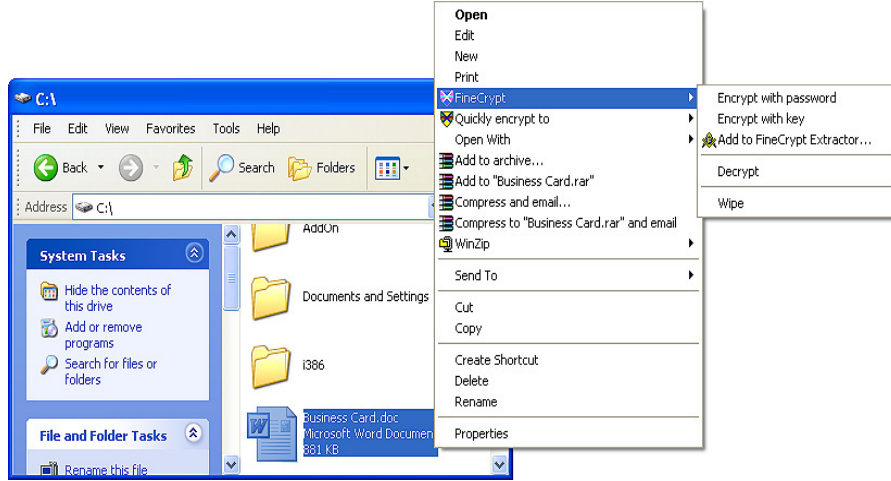 C:\
File Edit View Favorites Tools Help
Back Search Folders
Address C:\
System Tasks
Hide the contents of
this drive
Add or remove
programs
Search for files or
folders
File and Folder Tasks
Rename this file
AddOn
Documents and Settings
i386
Business Card.doc
Microsoft Word Documen
881 KB
Open
Edit
New
Print
FineCrypt
Quickly encrypt to
Open With
Add to archive...
Add to "Business Card.rar"
Compress and email...
Compress to "Business Card.rar" and email
WinZip
Send To
Cut
Copy
Create Shortcut
Delete
Rename
Properties
Encrypt with password
Encrypt with key
Add to FineCrypt Extractor...
Decrypt
Wipe